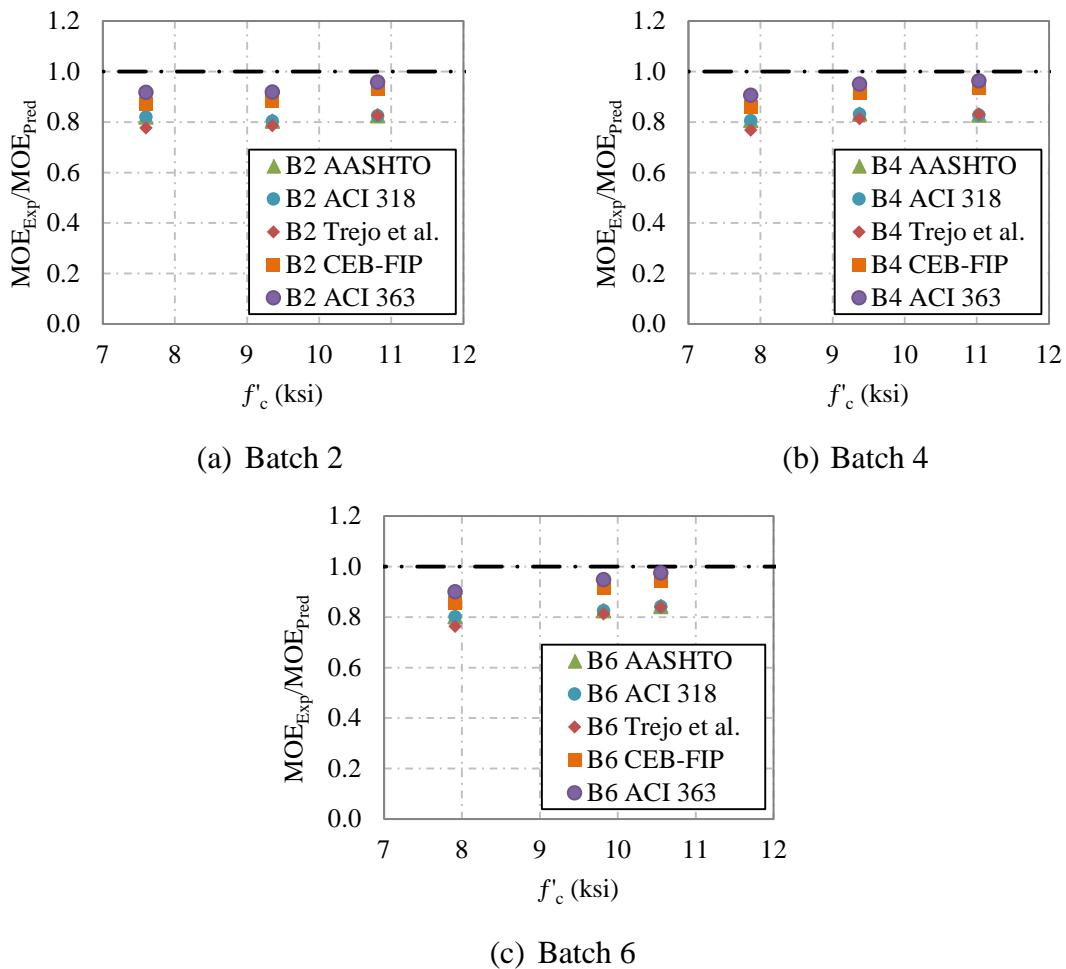 1.2
1.0
0.8
0.6
0.4
0.2
0.0
MOE_Exp/MOE_Pred
B2 AASHTO
B2 ACI 318
B2 Trejo et al.
B2 CEB-FIP
B2 ACI 363
7 8 9 10 11 12
f'c (ksi)
(a) Batch 2
1.2
1.0
0.8
0.6
0.4
0.2
0.0
MOE_Exp/MOE_Pred
B4 AASHTO
B4 ACI 318
B4 Trejo et al.
B4 CEB-FIP
B4 ACI 363
7 8 9 10 11 12
f'c (ksi)
(b) Batch 4
1.2
1.0
0.8
0.6
0.4
0.2
0.0
MOE_Exp/MOE_Pred
B6 AASHTO
B6 ACI 318
B6 Trejo et al.
B6 CEB-FIP
B6 ACI 363
7 8 9 10 11 12
f'c (ksi)
(c) Batch 6